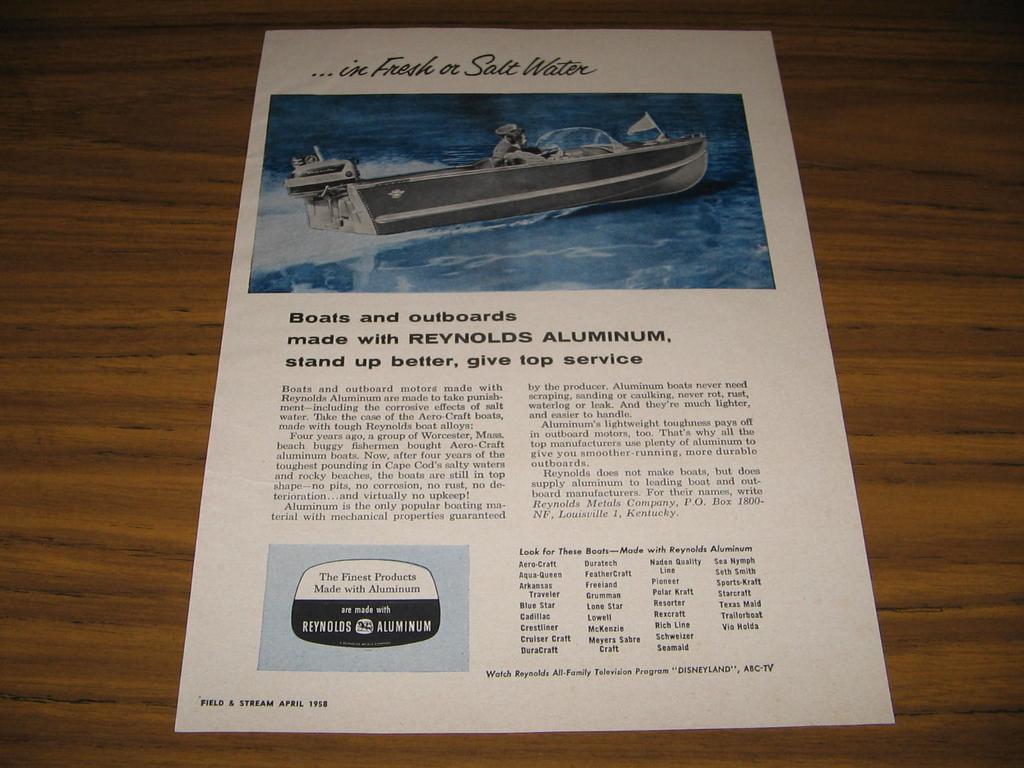 ...in Fresh or Salt Water
Boats and outboards
made with REYNOLDS ALUMINUM,
stand up better, give top service
Boats and outboard motors made with
Reynolds Aluminum are made to take punish-
ment—including the corrosive effects of salt
water. Take the case of the Aero-Craft boats,
made with tough Reynolds boat alloys:
Four years ago, a group of Worcester, Mass.
beach buggy fishermen bought Aero-Craft
aluminum boats. Now, after four years of the
toughest pounding in Cape Cod's salty waters
and rocky beaches, the boats are still in top
shape—no pits, no corrosion, no rust, no de-
terioration...and virtually no upkeep!
Aluminum is the only popular boating ma-
terial with mechanical properties guaranteed
by the producer. Aluminum boats never need
scraping, sanding or caulking, never rot, rust,
waterlog or leak. And they're much lighter,
and easier to handle.
Aluminum's lightweight toughness pays off
in outboard motors, too. That's why all the
top manufacturers use plenty of aluminum to
give you smoother-running, more durable
outboards.
Reynolds does not make boats, but does
supply aluminum to leading boat and out-
board manufacturers. For their names, write
Reynolds Metals Company, P.O. Box 1800-
NF, Louisville 1, Kentucky.
The Finest Products
Made with Aluminum
are made with
REYNOLDS ALUMINUM
Look for These Boats—Made with Reynolds Aluminum
Aero-Craft
Aqua-Queen
Arkansas
Traveler
Blue Star
Cadillac
Crestliner
Cruiser Craft
DuraCraft
Duratech
FeatherCraft
Freeland
Grumman
Lone Star
Lowell
McKenzie
Meyers Sabre
Craft
Naden Quality
Line
Pioneer
Polar Kraft
Resorter
Rexcraft
Rich Line
Schweizer
Seamaid
Sea Nymph
Seth Smith
Sports-Kraft
Starcraft
Texas Maid
Trailorboat
Vio Holda
Watch Reynolds All-Family Television Program "DISNEYLAND", ABC-TV
FIELD & STREAM APRIL 1958